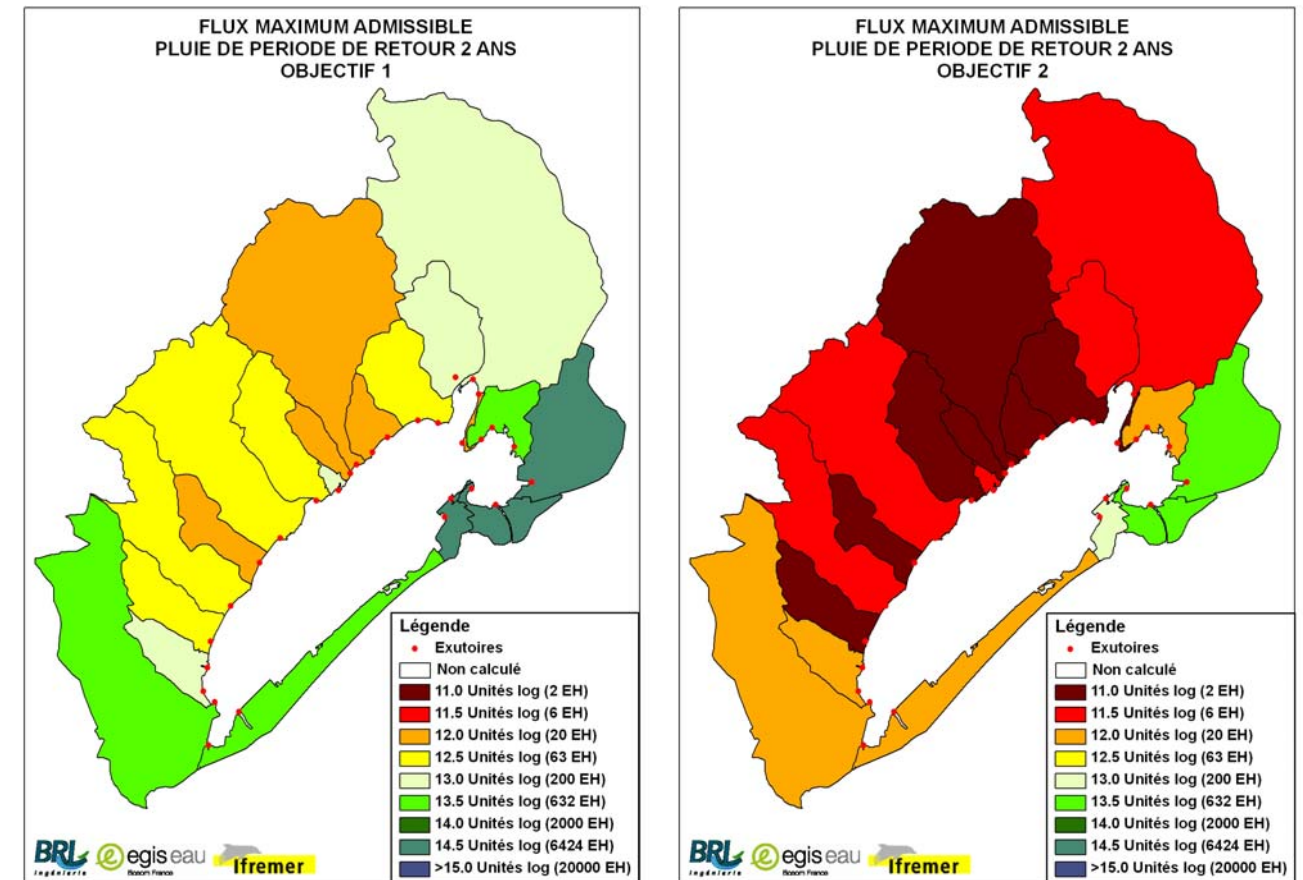 FLUX MAXIMUM ADMISSIBLE
PLUIE DE PERIODE DE RETOUR 2 ANS
OBJECTIF 1
Légende
Exutoires
Non calculé
11.0 Unités log (2 EH)
11.5 Unités log (6 EH)
12.0 Unités log (20 EH)
12.5 Unités log (63 EH)
13.0 Unités log (200 EH)
13.5 Unités log (632 EH)
14.0 Unités log (2000 EH)
14.5 Unités log (6424 EH)
>15.0 Unités log (20000 EH)
BRL
Ingénierie
egis eau
Ifremer
FLUX MAXIMUM ADMISSIBLE
PLUIE DE PERIODE DE RETOUR 2 ANS
OBJECTIF 2
Légende
Exutoires
Non calculé
11.0 Unités log (2 EH)
11.5 Unités log (6 EH)
12.0 Unités log (20 EH)
12.5 Unités log (63 EH)
13.0 Unités log (200 EH)
13.5 Unités log (632 EH)
14.0 Unités log (2000 EH)
14.5 Unités log (6424 EH)
>15.0 Unités log (20000 EH)
BRL
Ingénierie
egis eau
Ifremer